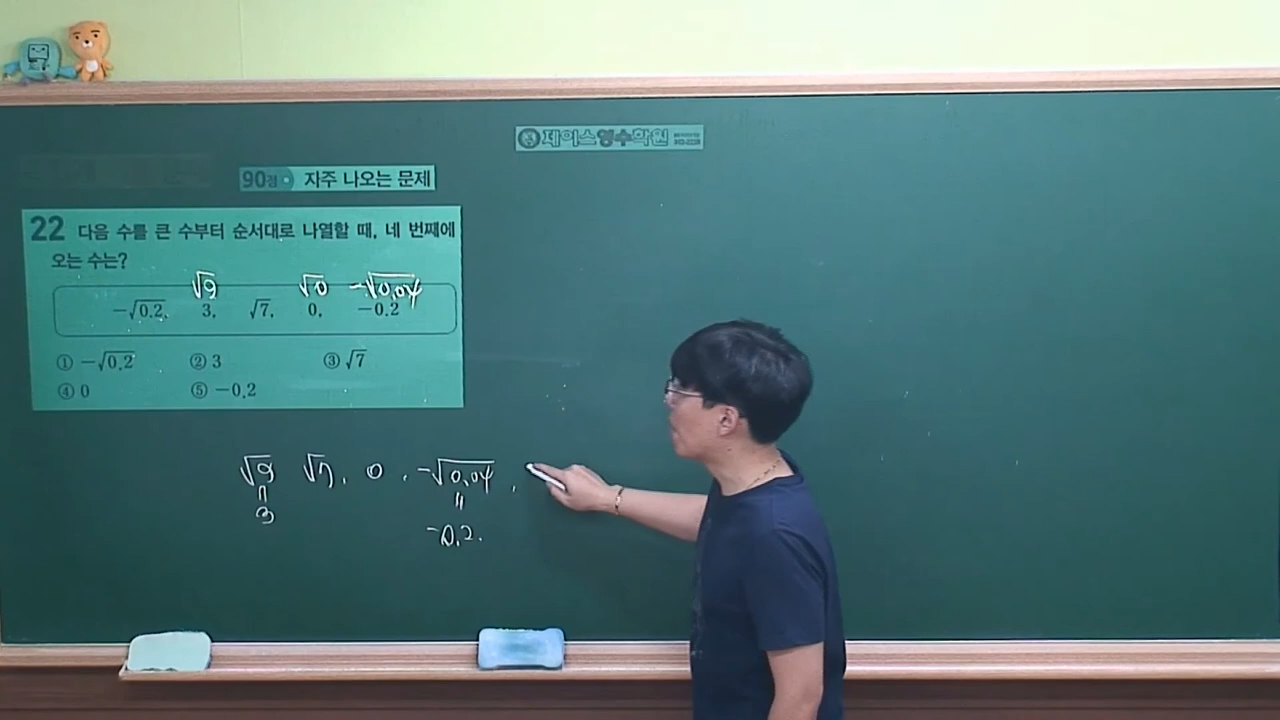 제이스영수학원
90점 자주 나오는 문제
22 다음 수를 큰 수부터 순서대로 나열할 때, 네 번째에
오는 수는?
√9 √0 -√0.04
-√0.2, 3, √7, 0, -0.2
① -√0.2 ② 3 ③ √7
④ 0 ⑤ -0.2
√9 √7, 0, -√0.04,
= =
3 -0.2.